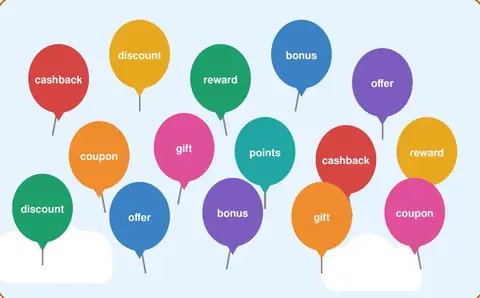 cashback
discount
reward
bonus
offer
coupon
gift
points
cashback
reward
discount
offer
bonus
gift
coupon